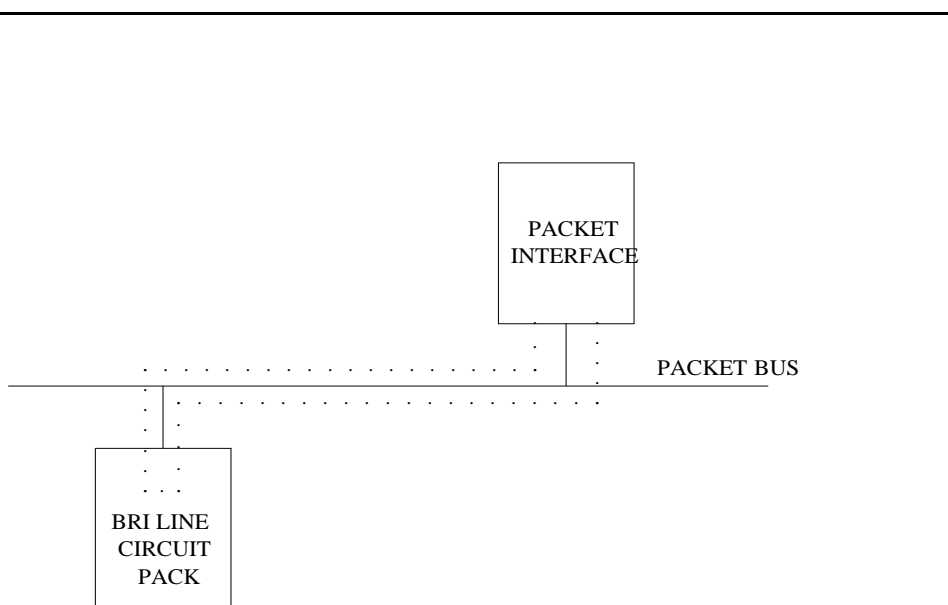 PACKET
INTERFACE
PACKET BUS
BRI LINE
CIRCUIT
PACK